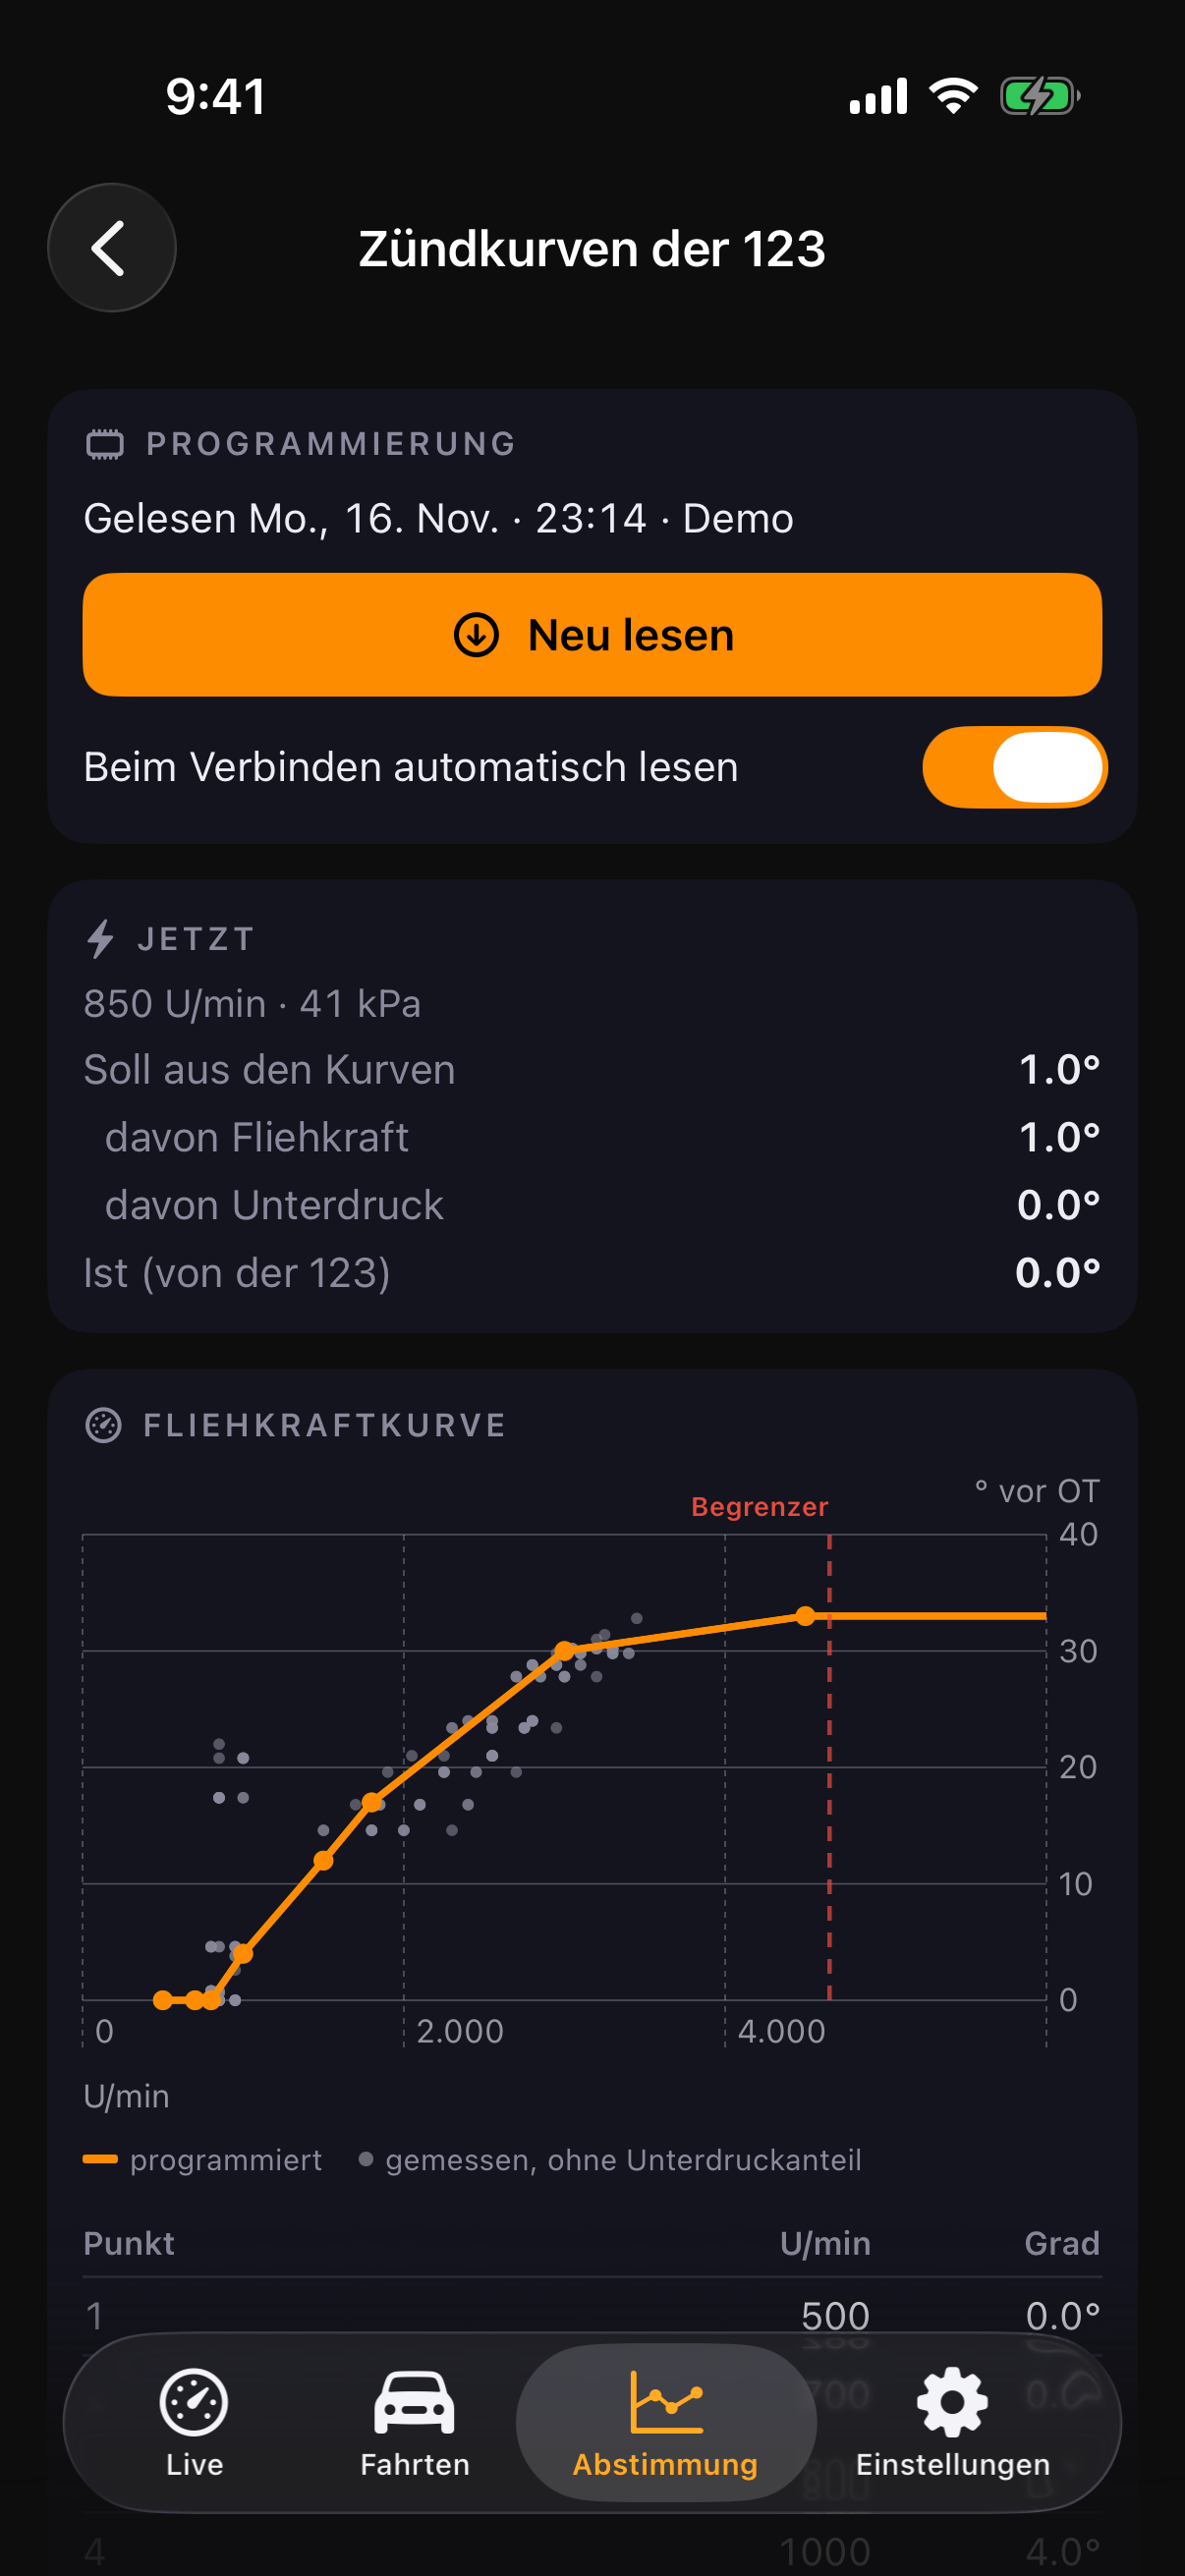 9:41
Zündkurven der 123
PROGRAMMIERUNG
Gelesen Mo., 16. Nov. · 23:14 · Demo
Neu lesen
Beim Verbinden automatisch lesen
JETZT
850 U/min · 41 kPa
Soll aus den Kurven 1.0°
davon Fliehkraft 1.0°
davon Unterdruck 0.0°
Ist (von der 123) 0.0°
FLIEHKRAFTKURVE
° vor OT
Begrenzer
40
30
20
10
0
0 2.000 4.000
U/min
programmiert gemessen, ohne Unterdruckanteil
Punkt U/min Grad
1 500 0.0°
700
800
Live Fahrten Abstimmung Einstellungen
4 1000 4.0°